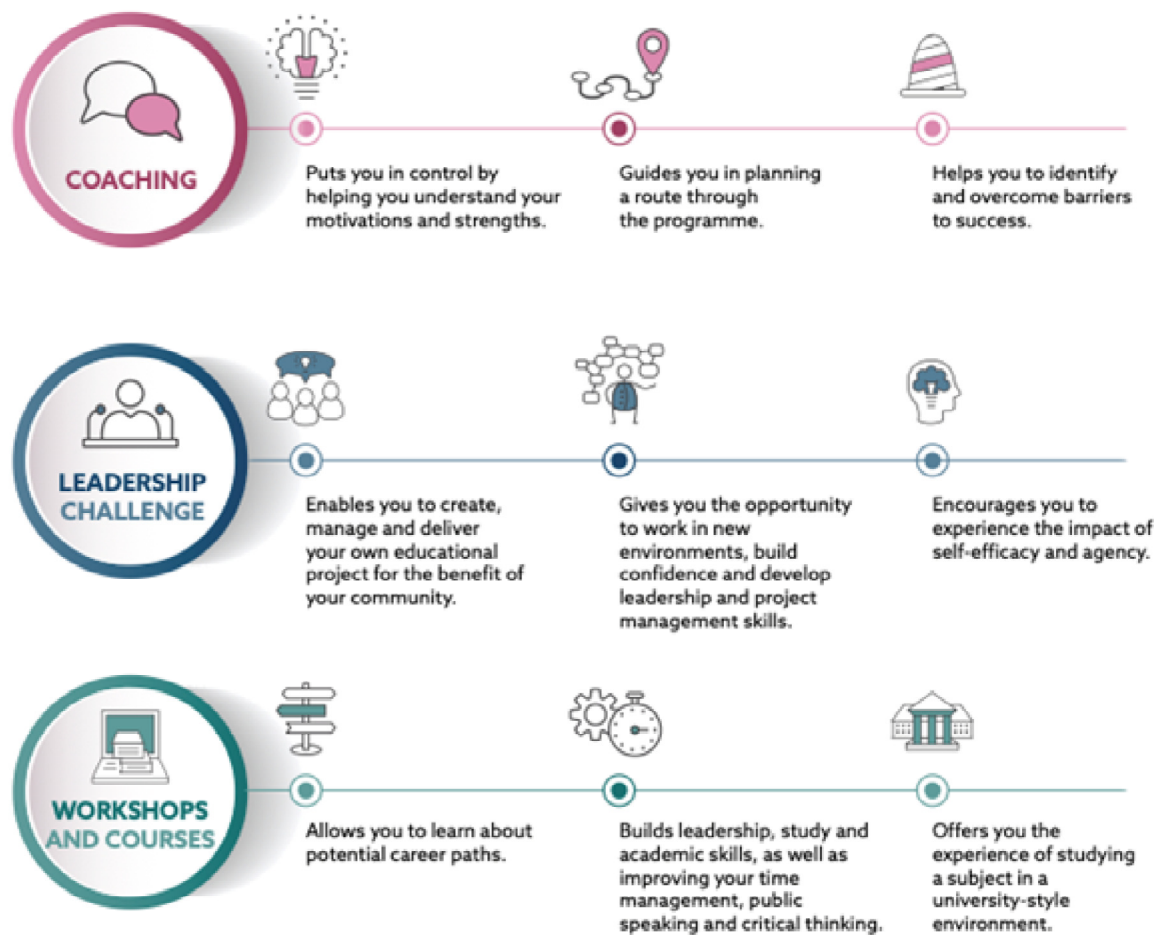 COACHING
Puts you in control by
helping you understand your
motivations and strengths.
Guides you in planning
a route through
the programme.
Helps you to identify
and overcome barriers
to success.
LEADERSHIP
CHALLENGE
Enables you to create,
manage and deliver
your own educational
project for the benefit of
your community.
Gives you the opportunity
to work in new
environments, build
confidence and develop
leadership and project
management skills.
Encourages you to
experience the impact of
self-efficacy and agency.
WORKSHOPS
AND COURSES
Allows you to learn about
potential career paths.
Builds leadership, study and
academic skills, as well as
improving your time
management, public
speaking and critical thinking.
Offers you the
experience of studying
a subject in a
university-style
environment.